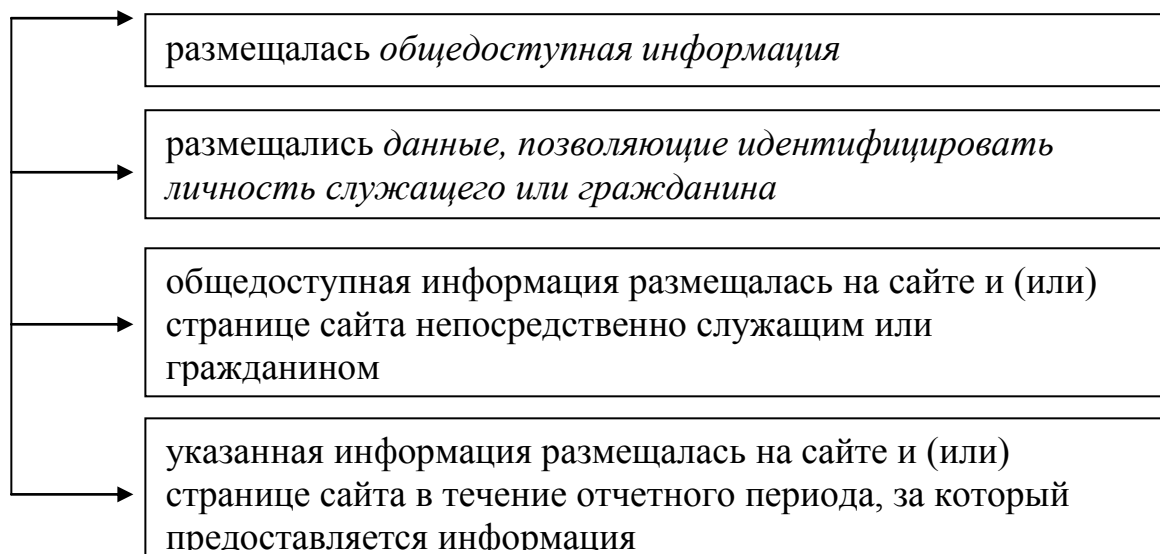 размещалась общедоступная информация
размещались данные, позволяющие идентифицировать
личность служащего или гражданина
общедоступная информация размещалась на сайте и (или)
странице сайта непосредственно служащим или
гражданином
указанная информация размещалась на сайте и (или)
странице сайта в течение отчетного периода, за который
предоставляется информация